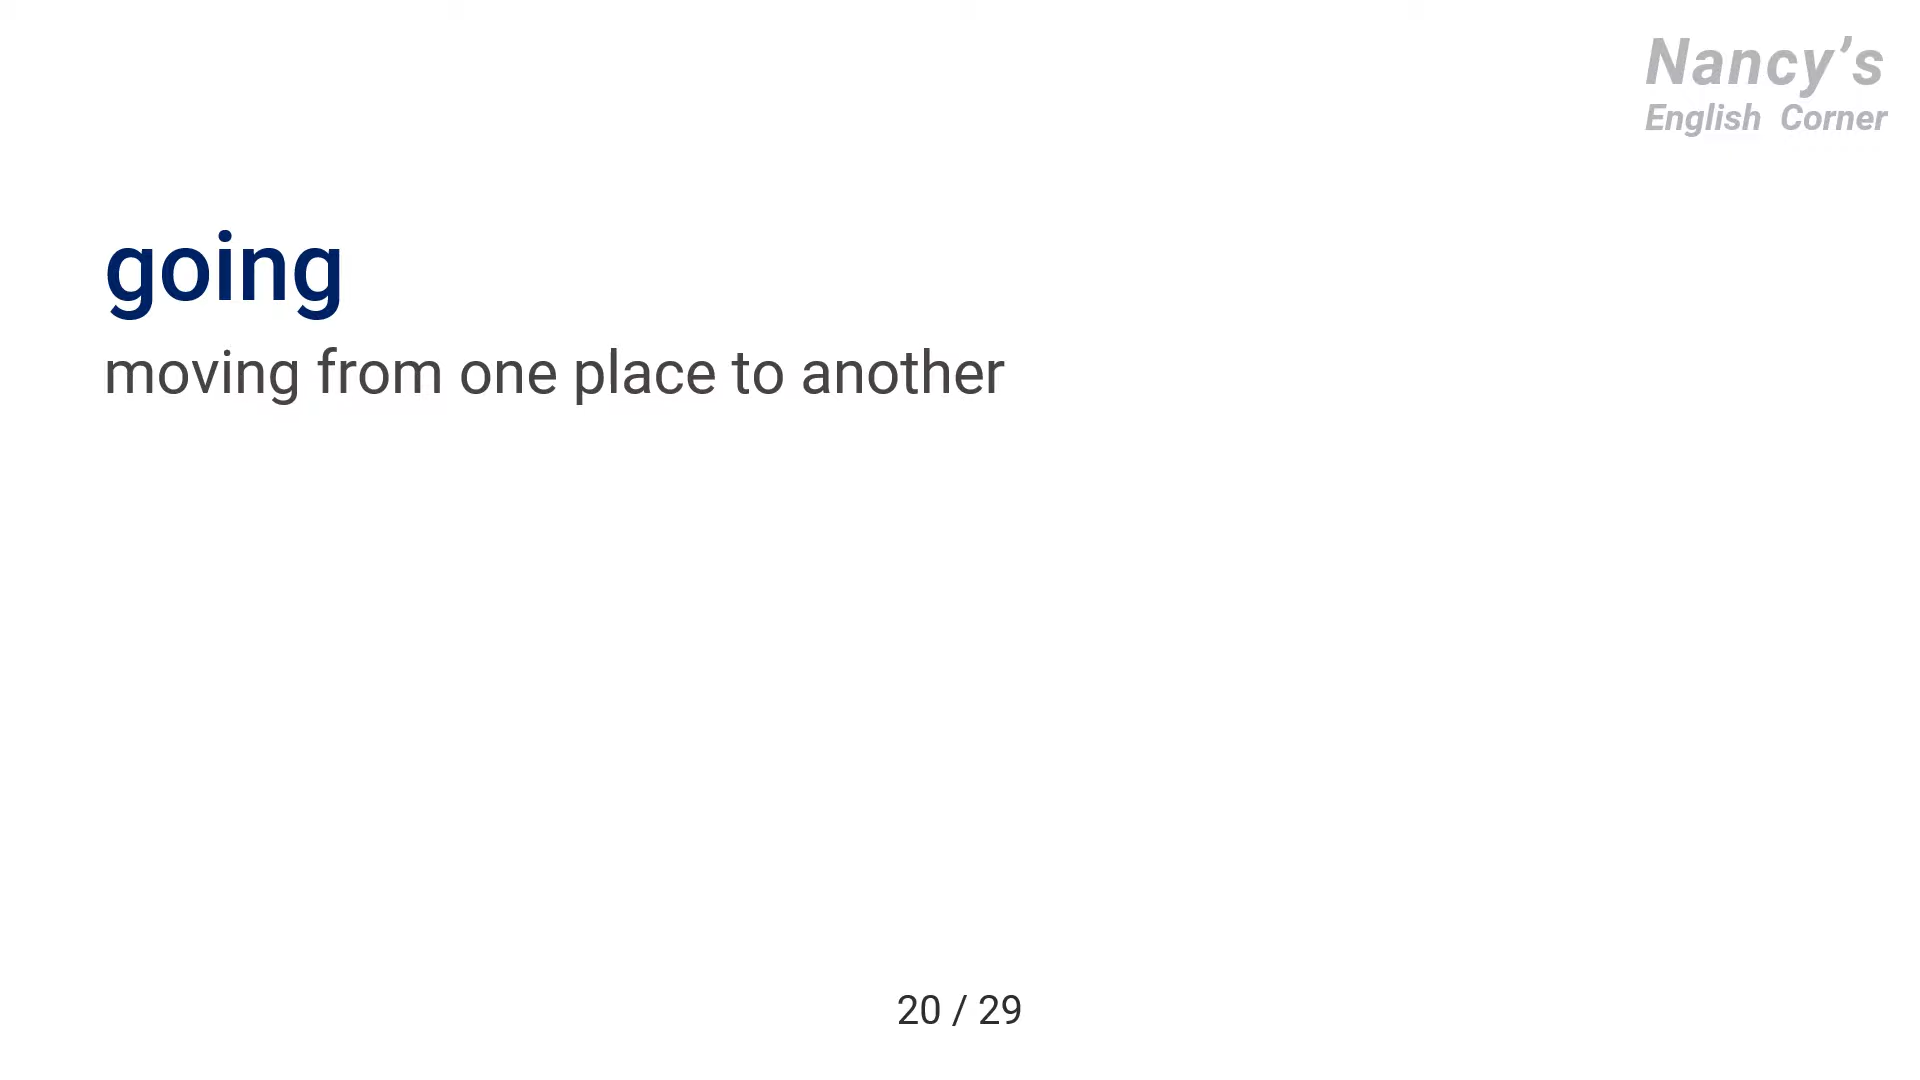 Nancy’s
English Corner
going
moving from one place to another
20 / 29